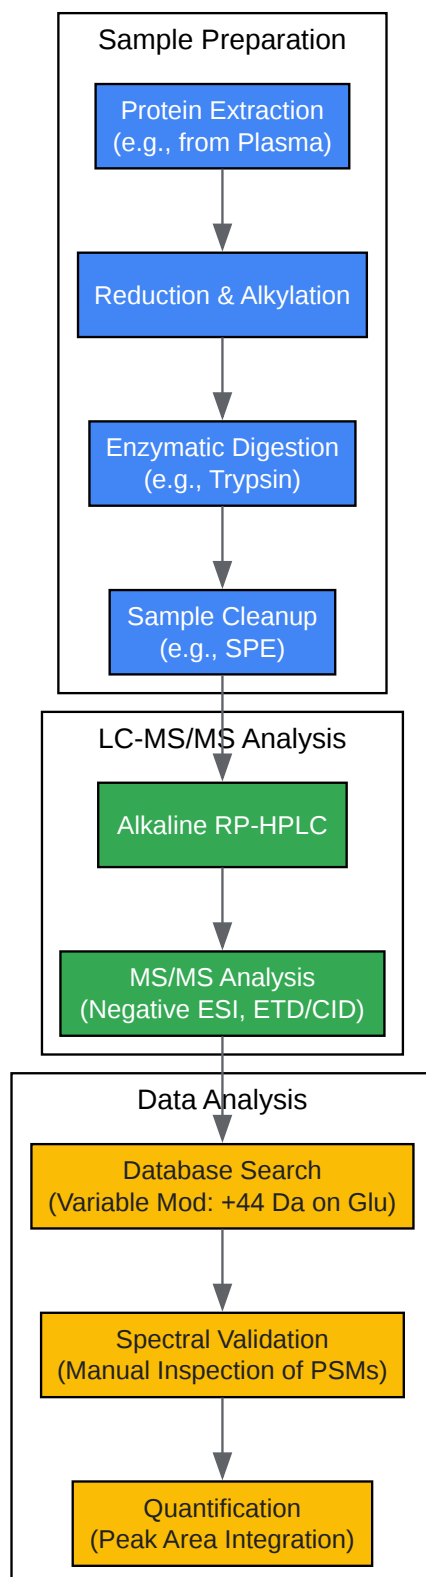 Sample Preparation
Protein Extraction
(e.g., from Plasma)
Reduction & Alkylation
Enzymatic Digestion
(e.g., Trypsin)
Sample Cleanup
(e.g., SPE)
LC-MS/MS Analysis
Alkaline RP-HPLC
MS/MS Analysis
(Negative ESI, ETD/CID)
Data Analysis
Database Search
(Variable Mod: +44 Da on Glu)
Spectral Validation
(Manual Inspection of PSMs)
Quantification
(Peak Area Integration)